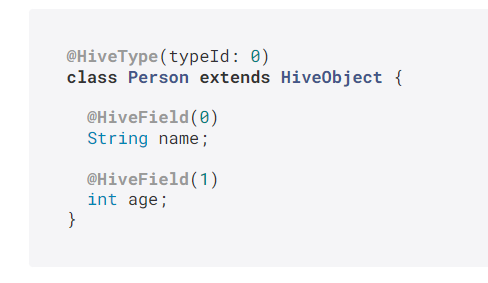 @HiveType(typeId: 0)
class Person extends HiveObject {
@HiveField(0)
String name;
@HiveField(1)
int age;
}